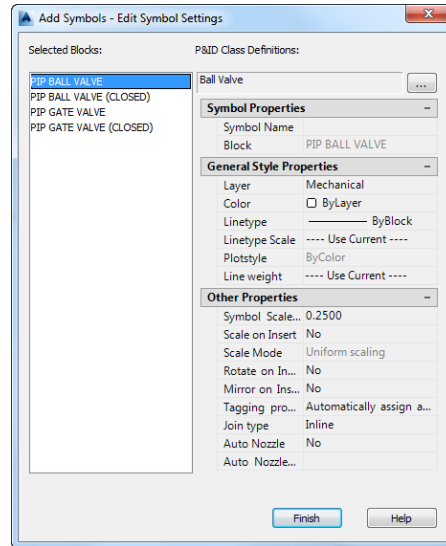 Add Symbols - Edit Symbol Settings
Selected Blocks: P&ID Class Definitions:
PIP BALL VALVE
PIP BALL VALVE (CLOSED)
PIP GATE VALVE
PIP GATE VALVE (CLOSED)
Ball Valve ...
Symbol Properties
Symbol Name
Block PIP BALL VALVE
General Style Properties
Layer Mechanical
Color ByLayer
Linetype ByBlock
Linetype Scale ---- Use Current ----
Plotstyle ByColor
Line weight ---- Use Current ----
Other Properties
Symbol Scale... 0.2500
Scale on Insert No
Scale Mode Uniform scaling
Rotate on In... No
Mirror on Ins... No
Tagging pro... Automatically assign a...
Join type Inline
Auto Nozzle No
Auto Nozzle...
Finish Help